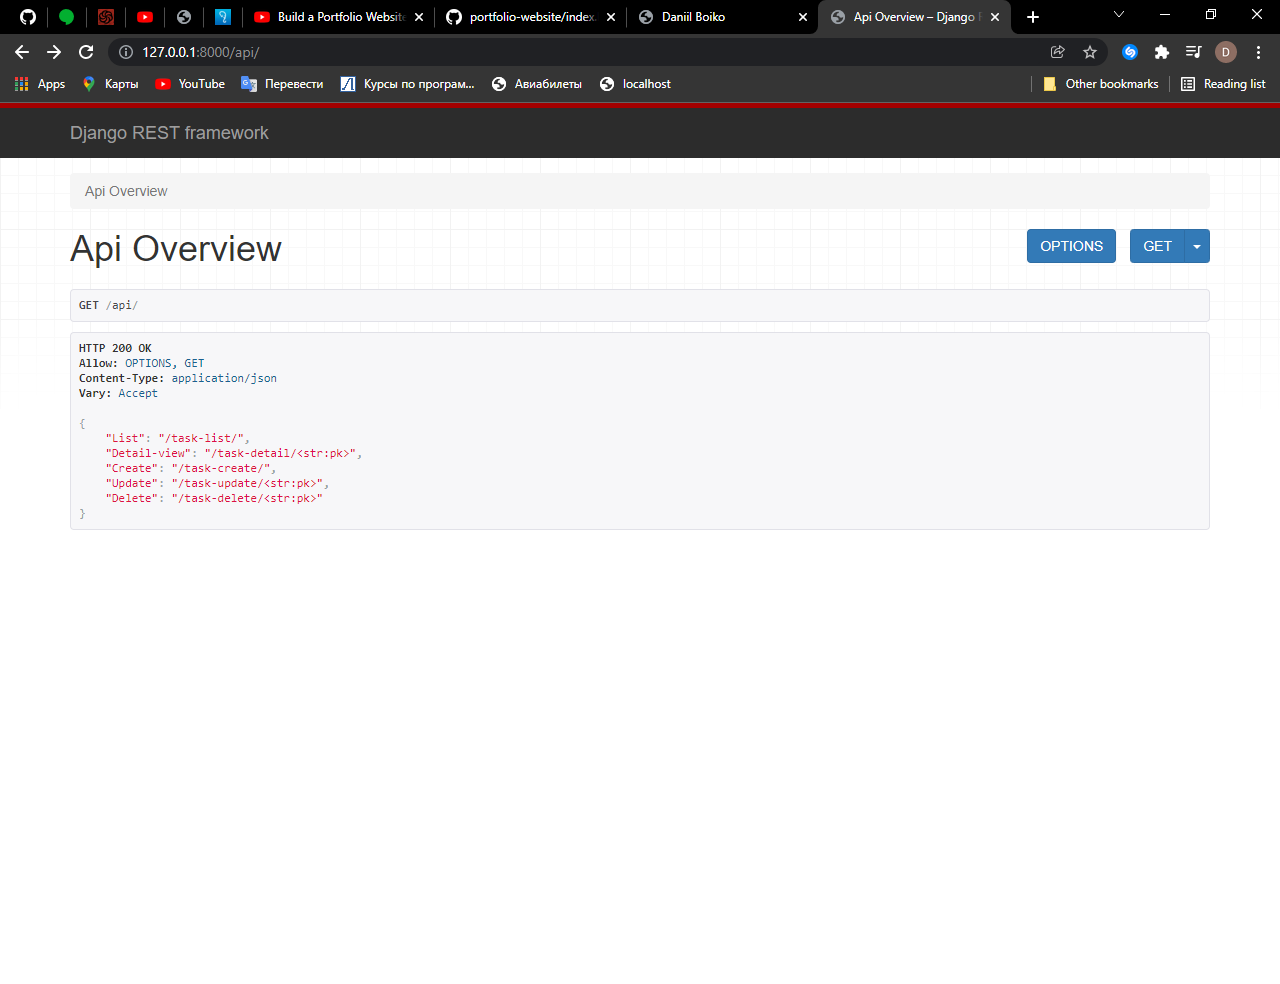 Build a Portfolio Website
portfolio-website/index.
Daniil Boiko
Api Overview – Django
127.0.0.1:8000/api/
D
Apps
Карты
YouTube
Перевести
Курсы по програм...
Авиабилеты
localhost
Other bookmarks
Reading list
Django REST framework
Api Overview
Api Overview
OPTIONS
GET
GET /api/
HTTP 200 OK
Allow: OPTIONS, GET
Content-Type: application/json
Vary: Accept
{
"List": "/task-list/",
"Detail-view": "/task-detail/<str:pk>",
"Create": "/task-create/",
"Update": "/task-update/<str:pk>",
"Delete": "/task-delete/<str:pk>"
}